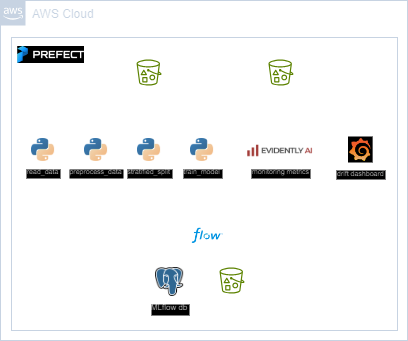 aws
AWS Cloud
PREFECT
read_data
preprocess_data
stratified_split
train_model
EVIDENTLY AI
monitoring metrics
drift dashboard
flow
MLflow db